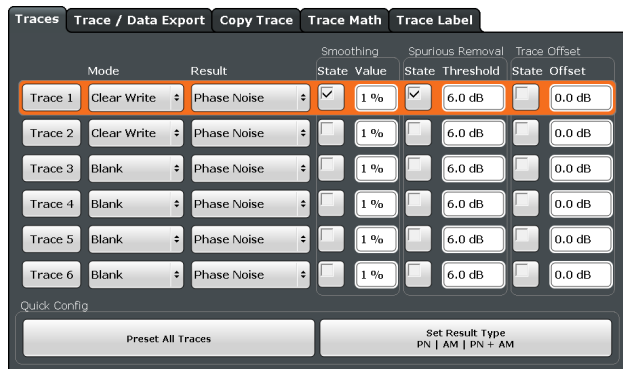 Traces Trace / Data Export Copy Trace Trace Math Trace Label
Smoothing Spurious Removal Trace Offset
Mode Result State Value State Threshold State Offset
Trace 1 Clear Write Phase Noise 1 % 6.0 dB 0.0 dB
Trace 2 Clear Write Phase Noise 1 % 6.0 dB 0.0 dB
Trace 3 Blank Phase Noise 1 % 6.0 dB 0.0 dB
Trace 4 Blank Phase Noise 1 % 6.0 dB 0.0 dB
Trace 5 Blank Phase Noise 1 % 6.0 dB 0.0 dB
Trace 6 Blank Phase Noise 1 % 6.0 dB 0.0 dB
Quick Config
Preset All Traces
Set Result Type
PN | AM | PN + AM